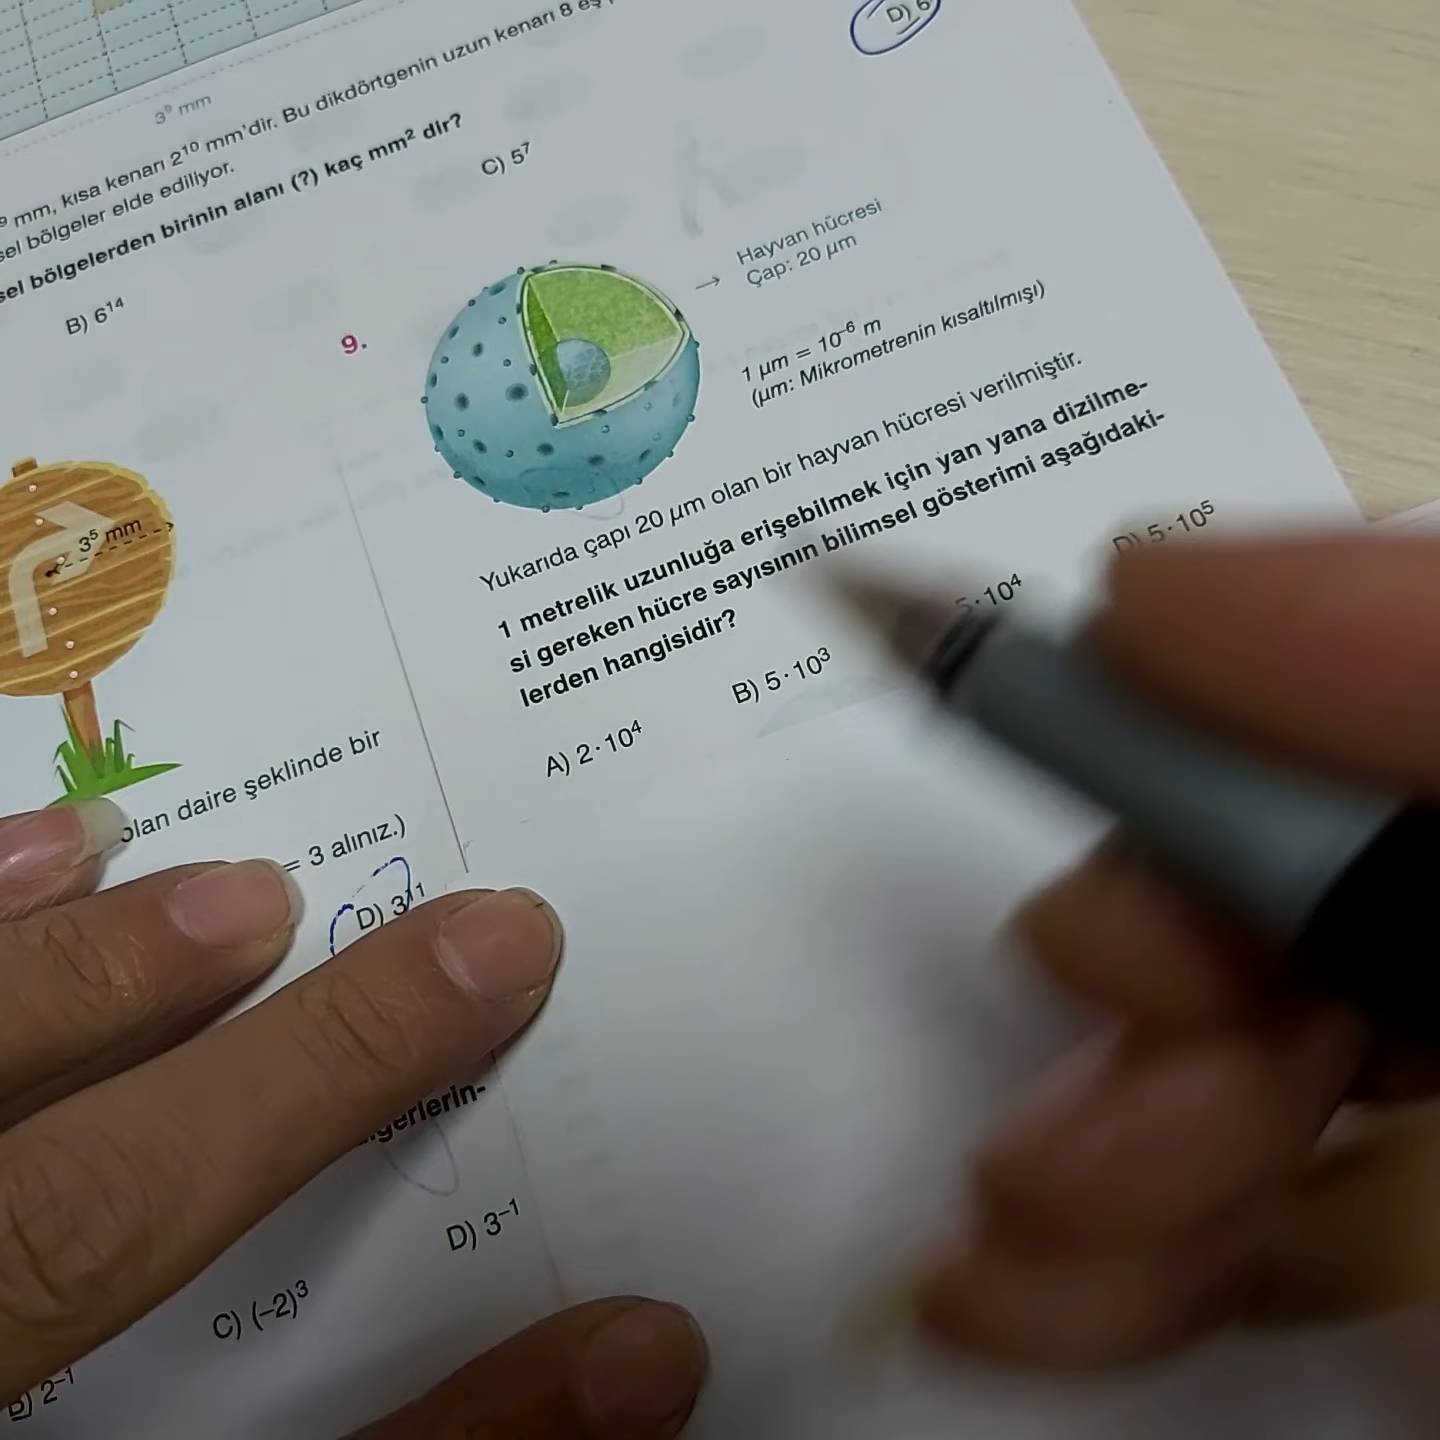 3⁹ mm
⁹ mm, kısa kenarı 2¹⁰ mm'dir. Bu dikdörtgenin uzun kenarı 8 eş
sel bölgeler elde ediliyor.
sel bölgelerden birinin alanı (?) kaç mm² dir?
B) 6¹⁴
C) 5⁷
D) 6
3⁵ mm
olan daire şeklinde bir
= 3 alınız.)
D) 3¹¹
B) 2⁻¹
C) (–2)³
D) 3⁻¹
9.
→ Hayvan hücresi
Çap: 20 µm
1 µm = 10⁻⁶ m
(µm: Mikrometrenin kısaltılmışı)
Yukarıda çapı 20 µm olan bir hayvan hücresi verilmiştir.
1 metrelik uzunluğa erişebilmek için yan yana dizilme-
si gereken hücre sayısının bilimsel gösterimi aşağıdaki-
lerden hangisidir?
A) 2·10⁴
B) 5·10³
5·10⁴
D) 5·10⁵